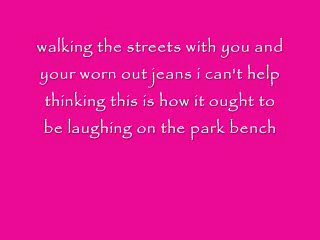 walking the streets with you and
your worn out jeans i can't help
thinking this is how it ought to
be laughing on the park bench